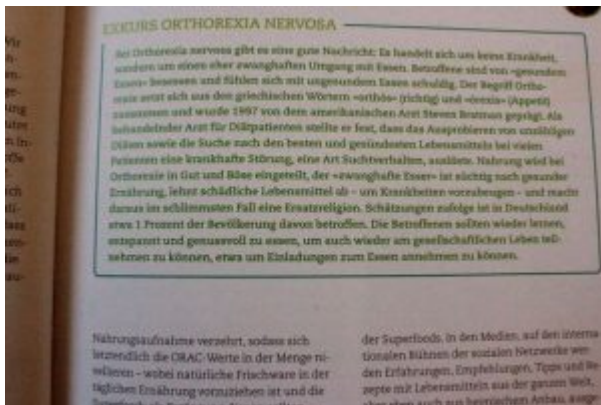 EXKURS ORTHOREXIA NERVOSA
Bei Orthorexia nervosa gibt es eine gute Nachricht: Es handelt sich um keine Krankheit,
sondern um einen eher zwanghaften Umgang mit Essen. Betroffene sind von «gesundem
Essen» besessen und fühlen sich mit ungesundem Essen schuldig. Der Begriff Ortho-
rexie setzt sich aus den griechischen Wörtern «orthós» (richtig) und «órexis» (Appetit)
zusammen und wurde 1997 von dem amerikanischen Arzt Steven Bratman geprägt. Als
behandelnder Arzt für Diätpatienten stellte er fest, dass das Ausprobieren von unzähligen
Diäten sowie die Suche nach den besten und gesündesten Lebensmitteln bei vielen
Patienten eine krankhafte Störung, eine Art Suchtverhalten, auslöste. Nahrung wird bei
Orthorexie in Gut und Böse eingeteilt, der «zwanghafte Esser» ist süchtig nach gesunder
Ernährung, lehnt schädliche Lebensmittel ab – um Krankheiten vorzubeugen – und macht
daraus im schlimmsten Fall eine Ersatzreligion. Schätzungen zufolge ist in Deutschland
etwa 1 Prozent der Bevölkerung davon betroffen. Die Betroffenen sollten wieder lernen,
entspannt und genussvoll zu essen, um auch wieder am gesellschaftlichen Leben teil-
nehmen zu können, etwa um Einladungen zum Essen annehmen zu können.
Nahrungsaufnahme verzehrt, sodass sich
letztendlich die ORAC-Werte in der Menge ni-
vellieren – wobei natürliche Frischware in der
täglichen Ernährung vorzuziehen ist und die
der Superfoods. In den Medien, auf den interna
tionalen Bühnen der sozialen Netzwerke wer-
den Erfahrungen, Empfehlungen, Tipps und Re-
zepte mit Lebensmitteln aus der ganzen Welt,
aber auch aus heimischen Anbau, ausge-